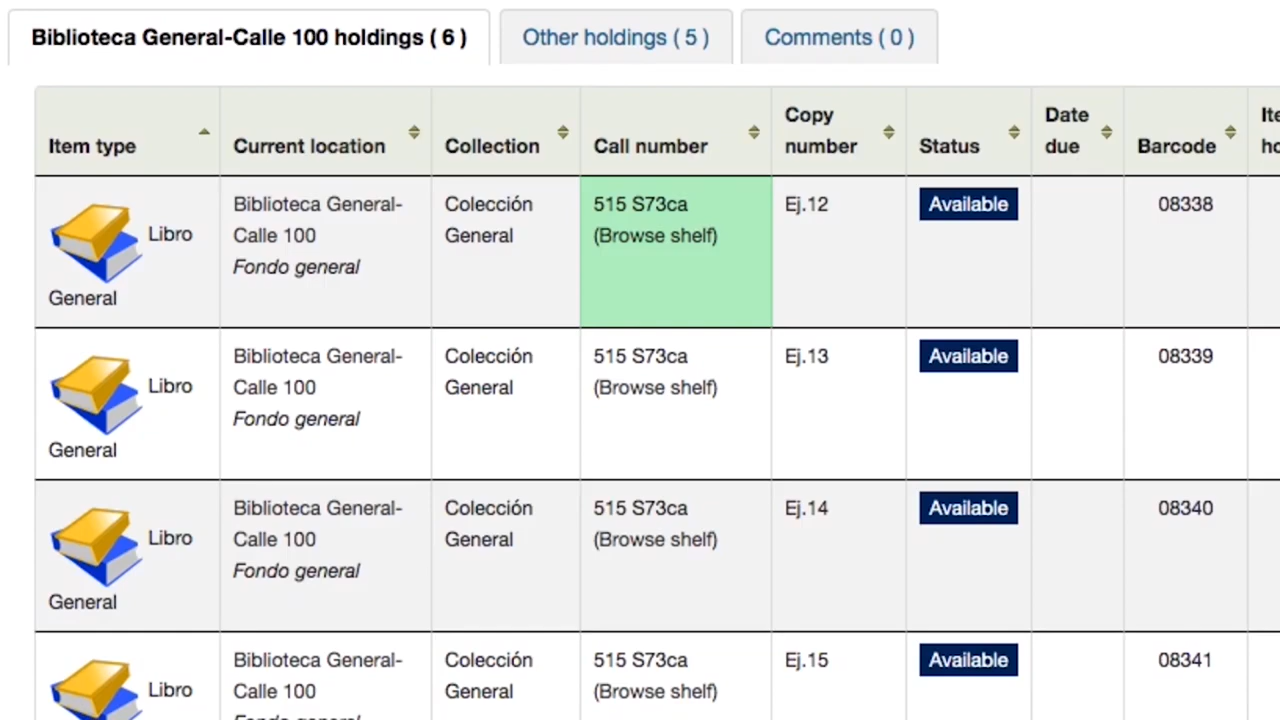 Biblioteca General-Calle 100 holdings ( 6 )
Other holdings ( 5 )
Comments ( 0 )
Item type
Current location
Collection
Call number
Copy number
Status
Date due
Barcode
Libro General
Biblioteca General-
Calle 100
Fondo general
Colección
General
515 S73ca
(Browse shelf)
Ej.12
Available
08338
Libro General
Biblioteca General-
Calle 100
Fondo general
Colección
General
515 S73ca
(Browse shelf)
Ej.13
Available
08339
Libro General
Biblioteca General-
Calle 100
Fondo general
Colección
General
515 S73ca
(Browse shelf)
Ej.14
Available
08340
Libro
Biblioteca General-
Calle 100
Colección
General
515 S73ca
(Browse shelf)
Ej.15
Available
08341